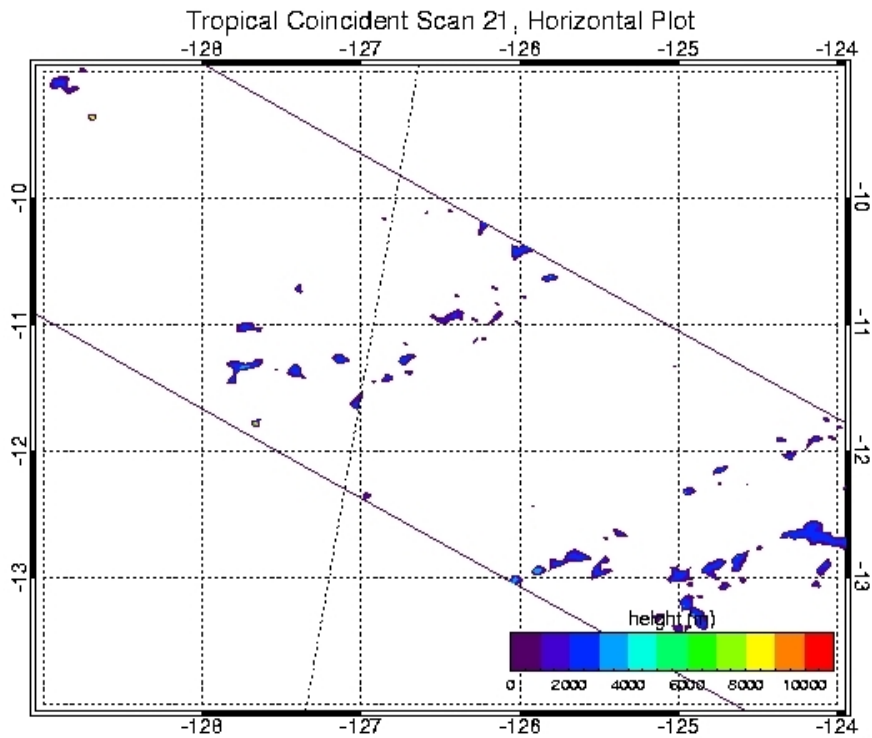 Tropical Coincident Scan 21, Horizontal Plot
-128 -127 -126 -125 -124
-10 -10
-11 -11
-12 -12
-13 -13
height (m)
0 2000 4000 6000 8000 10000
-128 -127 -126 -125 -124